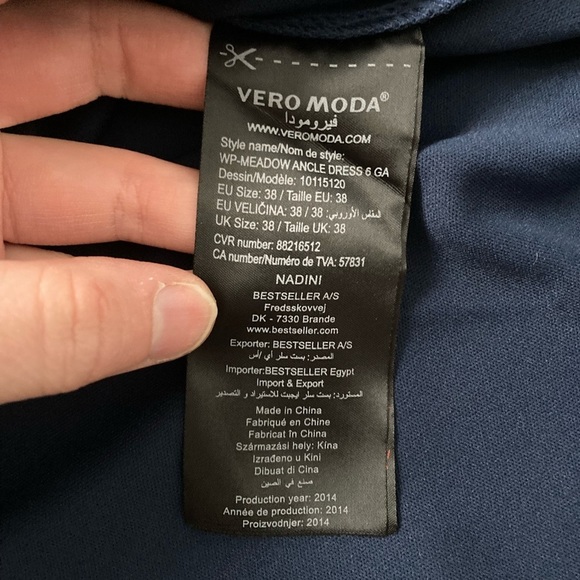 VERO MODA®
فيرومودا
WWW.VEROMODA.COM
Style name/Nom de style:
WP-MEADOW ANCLE DRESS 6 GA
Dessin/Modèle: 10115120
EU Size: 38 / Taille EU: 38
EU VELIČINA: 38 / 38 :المقاس الأوروبي
UK Size: 38 / Taille UK: 38
CVR number: 88216512
CA number/Numéro de TVA: 57831
NADINI
BESTSELLER A/S
Fredsskovvej
DK - 7330 Brande
www.bestseller.com
Exporter: BESTSELLER A/S
المصدر: بست سلر أي /أس
Importer:BESTSELLER Egypt
Import & Export
المستورد: بست سلر ايجيبت للاستيراد و التصدير
Made in China
Fabriqué en Chine
Fabricat în China
Származási hely: Kína
Izrađeno u Kini
Dibuat di Cina
صنع في الصين
Production year: 2014
Année de production: 2014
Proizvodnjer: 2014